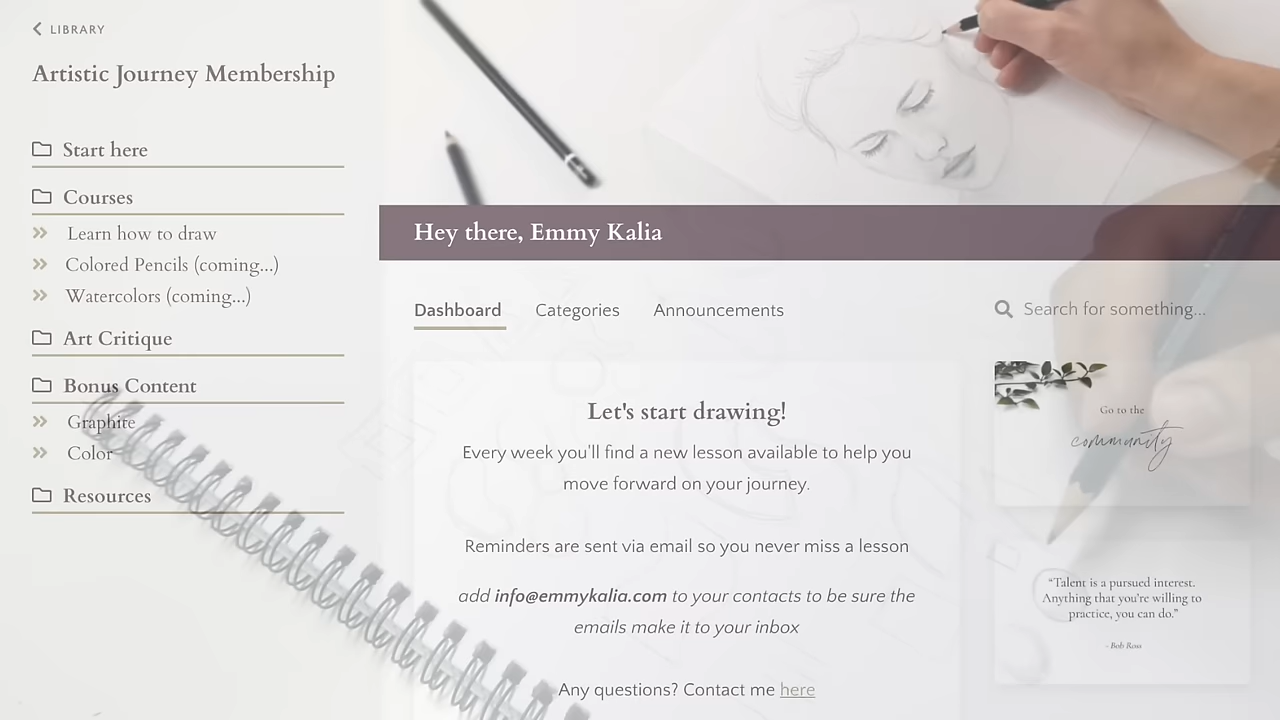 LIBRARY
Artistic Journey Membership
Start here
Courses
Learn how to draw
Colored Pencils (coming...)
Watercolors (coming...)
Art Critique
Bonus Content
Graphite
Color
Resources
Hey there, Emmy Kalia
Dashboard Categories Announcements
Search for something...
Let's start drawing!
Every week you'll find a new lesson available to help you
move forward on your journey.
Reminders are sent via email so you never miss a lesson
add info@emmykalia.com to your contacts to be sure the
emails make it to your inbox
Any questions? Contact me here
Go to the
community
“Talent is a pursued interest.
Anything that you're willing to
practice, you can do.”
- Bob Ross